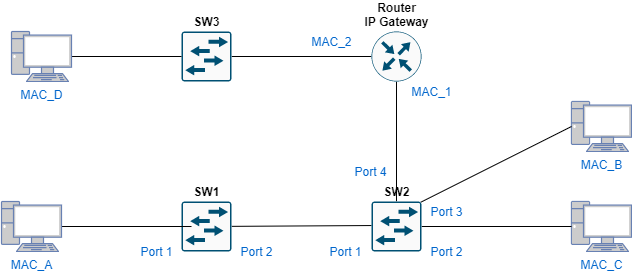 Router
IP Gateway
SW3
MAC_2
MAC_D
MAC_1
Port 4
MAC_B
SW1
SW2
Port 3
Port 1
Port 2
Port 1
Port 2
MAC_A
MAC_C